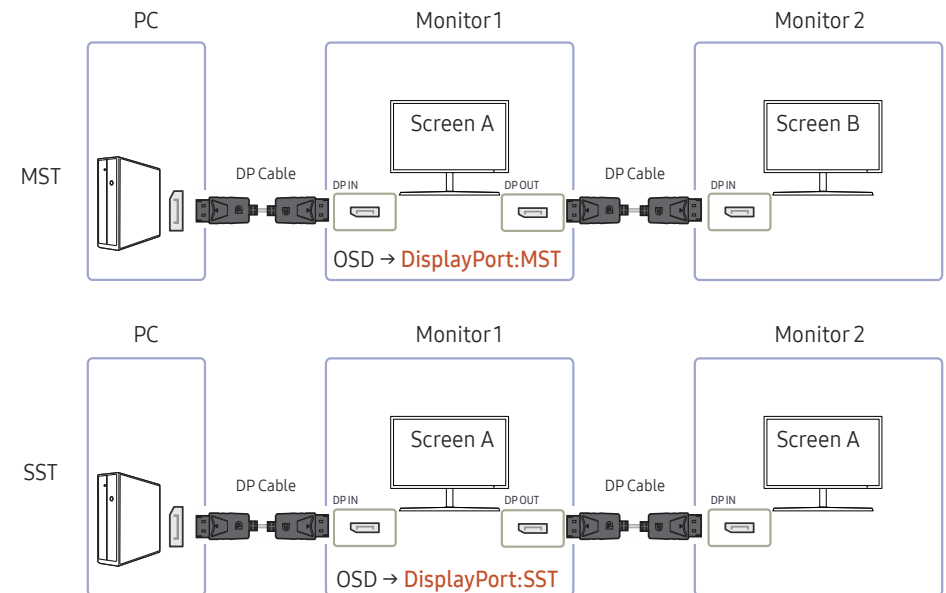 PC
Monitor 1
Monitor 2
MST
Screen A
Screen B
DP Cable
DP IN
DP OUT
DP Cable
DP IN
OSD → DisplayPort:MST
PC
Monitor 1
Monitor 2
SST
Screen A
Screen A
DP Cable
DP IN
DP OUT
DP Cable
DP IN
OSD → DisplayPort:SST